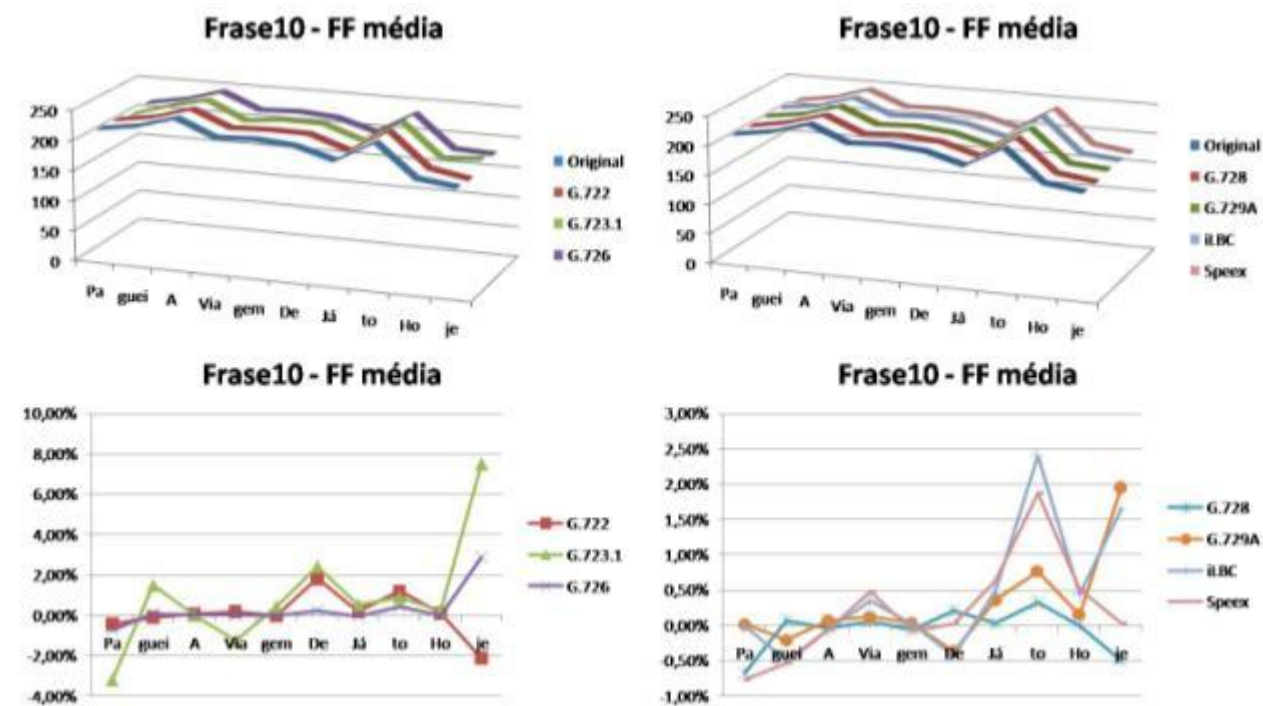 Frase10 - FF média
250
200
150
100
50
0
Pa guei A Via gem De Já to Ho je
Original
G.722
G.723.1
G.726
Frase10 - FF média
250
200
150
100
50
0
Pa guei A Via gem De Já to Ho je
Original
G.728
G.729A
iLBC
Speex
Frase10 - FF média
10,00%
8,00%
6,00%
4,00%
2,00%
0,00%
-2,00%
-4,00%
Pa guei A Via gem De Já to Ho je
G.722
G.723.1
G.726
Frase10 - FF média
3,00%
2,50%
2,00%
1,50%
1,00%
0,50%
0,00%
-0,50%
-1,00%
Pa guei A Via gem De Já to Ho je
G.728
G.729A
iLBC
Speex